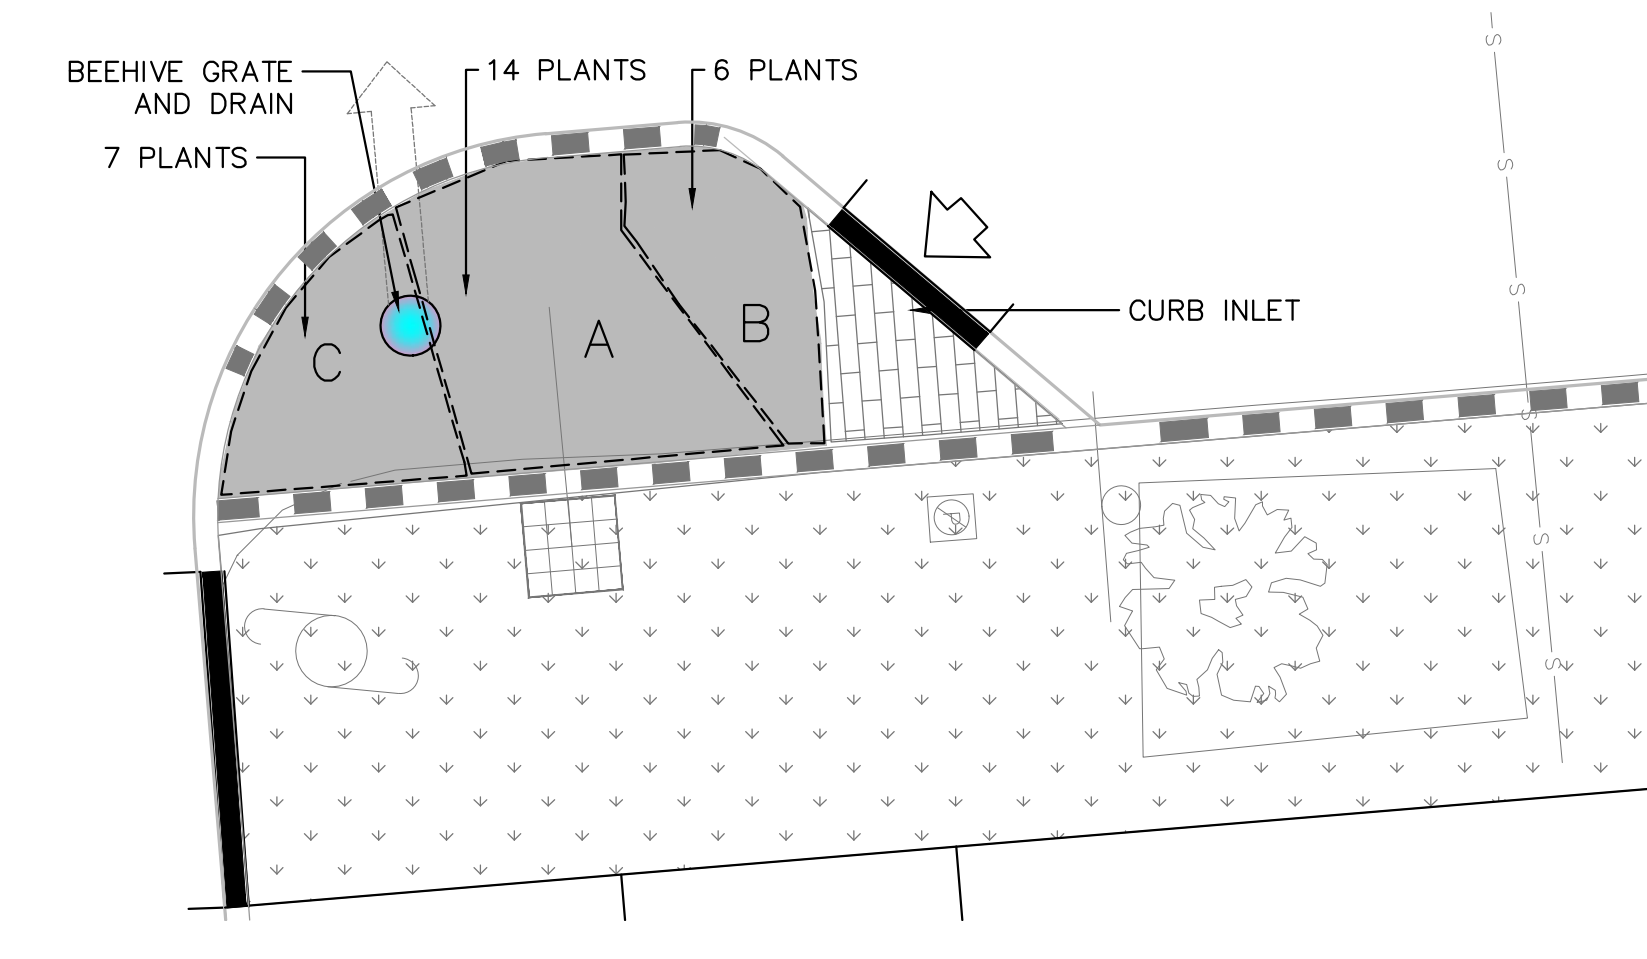 BEEHIVE GRATE
AND DRAIN
14 PLANTS
6 PLANTS
7 PLANTS
C
A
B
CURB INLET
S
S
S
S
S
S